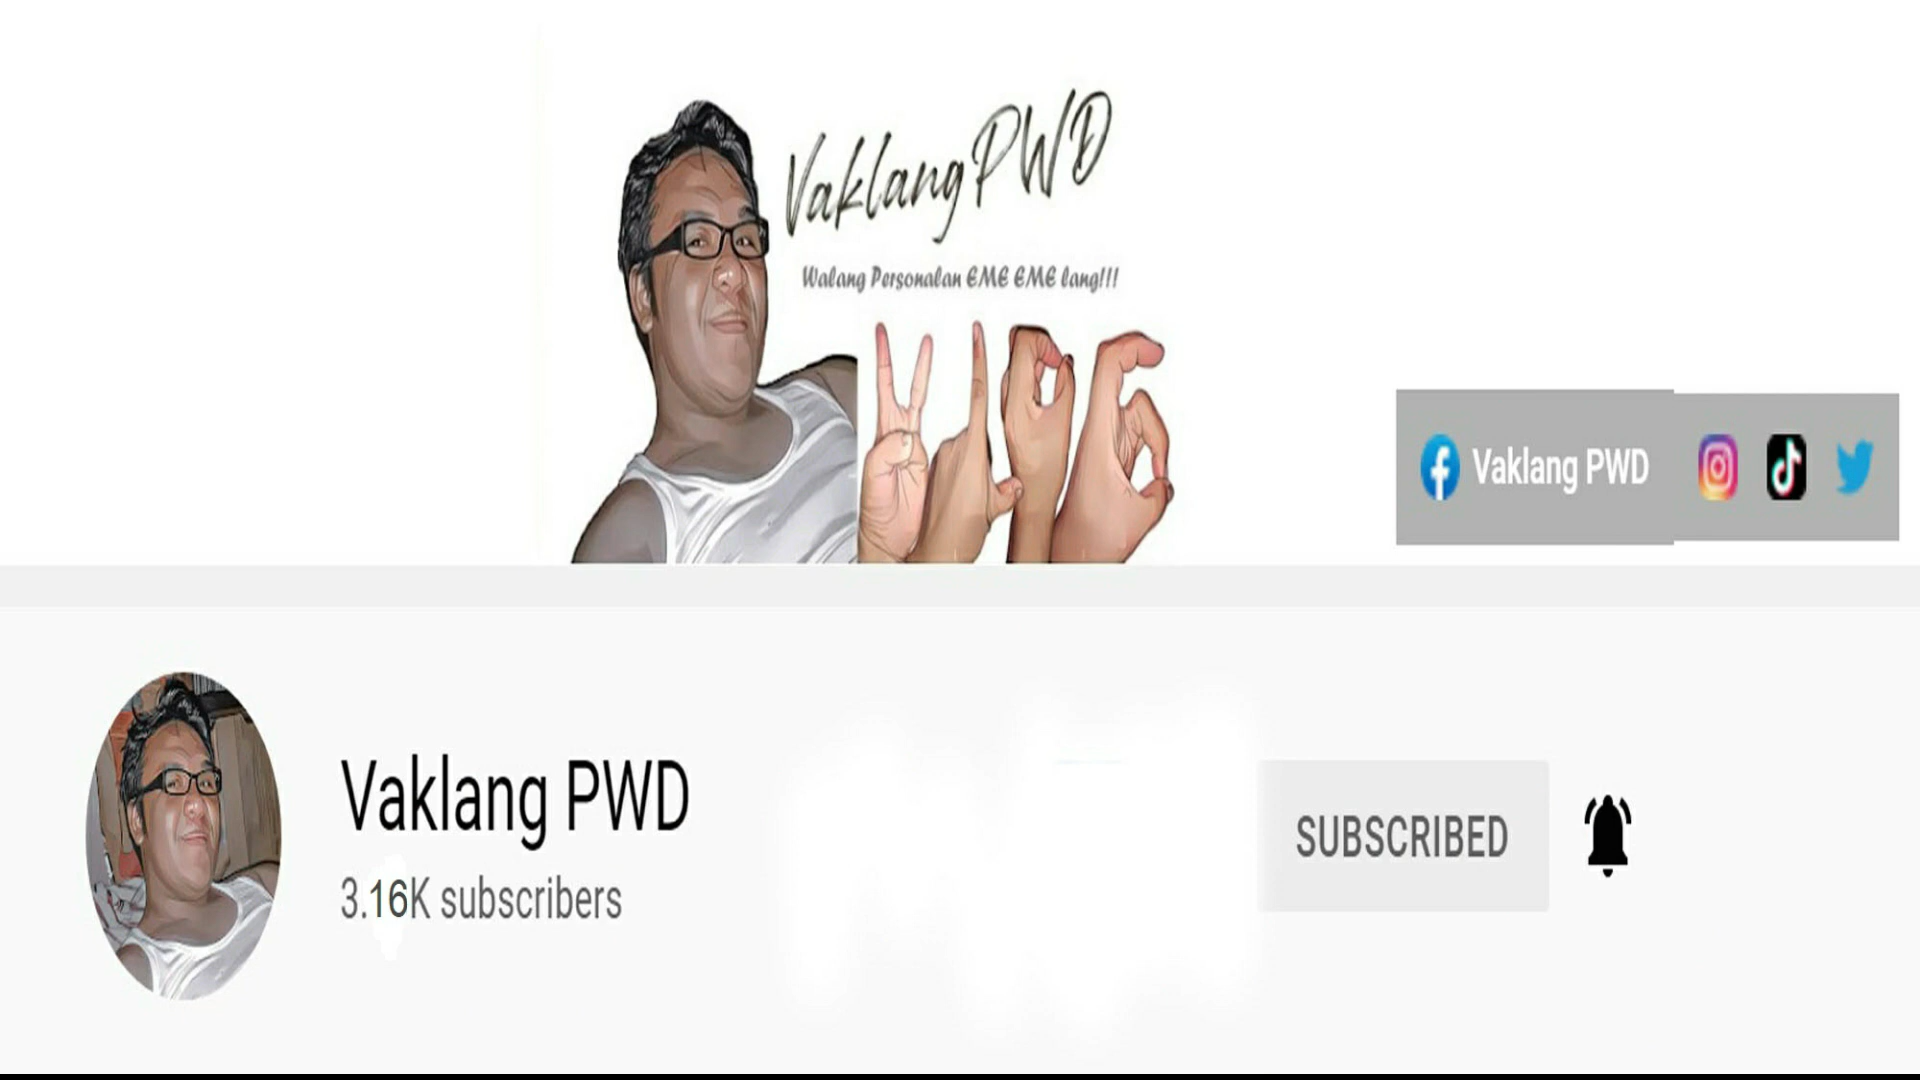 Vaklang PWD
Walang Personalan EME EME lang!!!
Vaklang PWD
Vaklang PWD
3.16K subscribers
SUBSCRIBED